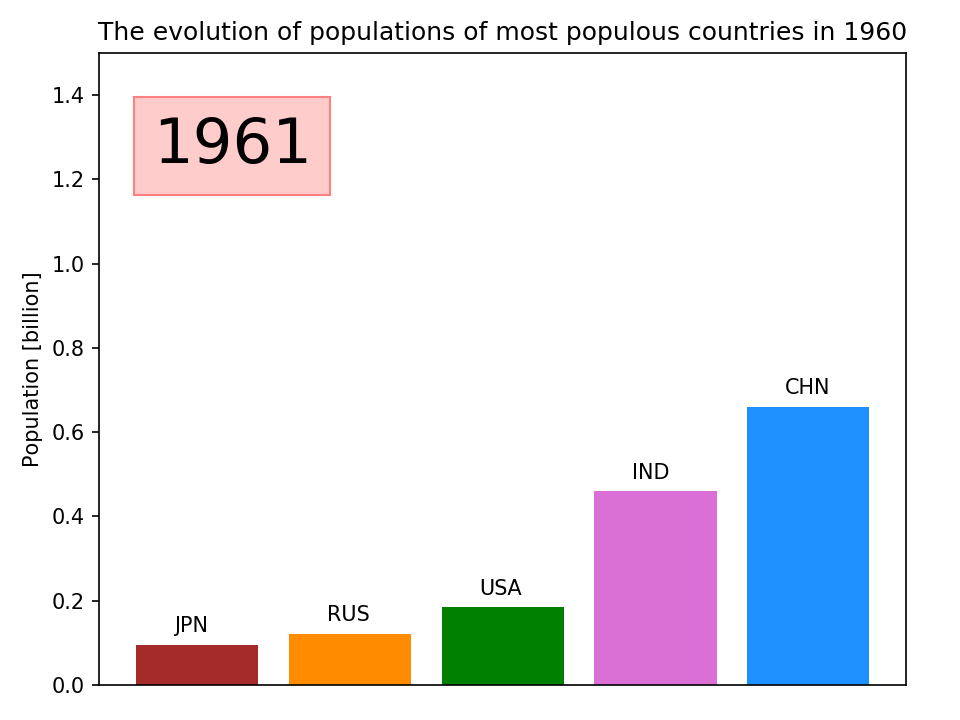 The evolution of populations of most populous countries in 1960
1961
Population [billion]
1.4
1.2
1.0
0.8
0.6
0.4
0.2
0.0
JPN
RUS
USA
IND
CHN